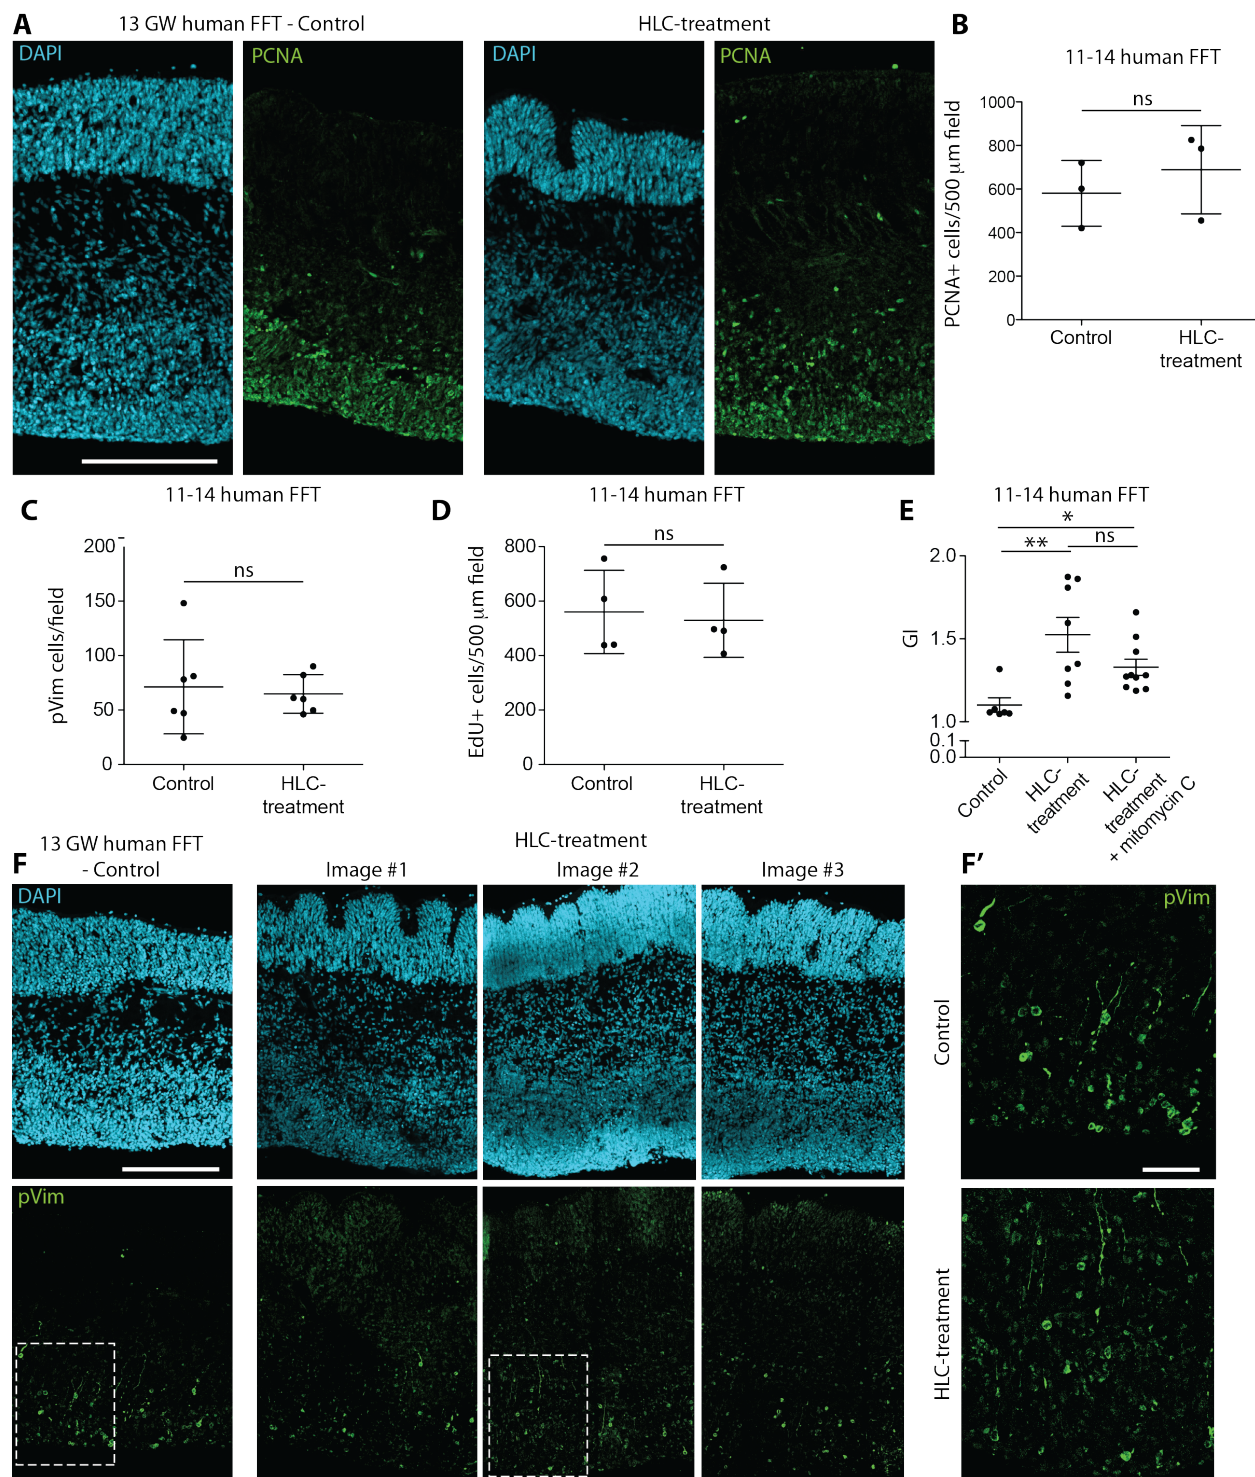 A
13 GW human FFT - Control
HLC-treatment
DAPI
PCNA
DAPI
PCNA
B
11-14 human FFT
ns
PCNA+ cells/500 µm field
1000
800
600
400
200
0
Control
HLC-
treatment
C
11-14 human FFT
ns
pVim cells/field
200
150
100
50
0
Control
HLC-
treatment
D
11-14 human FFT
ns
EdU+ cells/500 µm field
800
600
400
200
0
Control
HLC-
treatment
E
11-14 human FFT
*
** ns
GI
2.0
1.5
1.0
0.1
0.0
Control
HLC-
treatment
HLC-
treatment
+ mitomycin C
F
13 GW human FFT
- Control
HLC-treatment
Image #1
Image #2
Image #3
DAPI
pVim
F'
pVim
Control
HLC-treatment